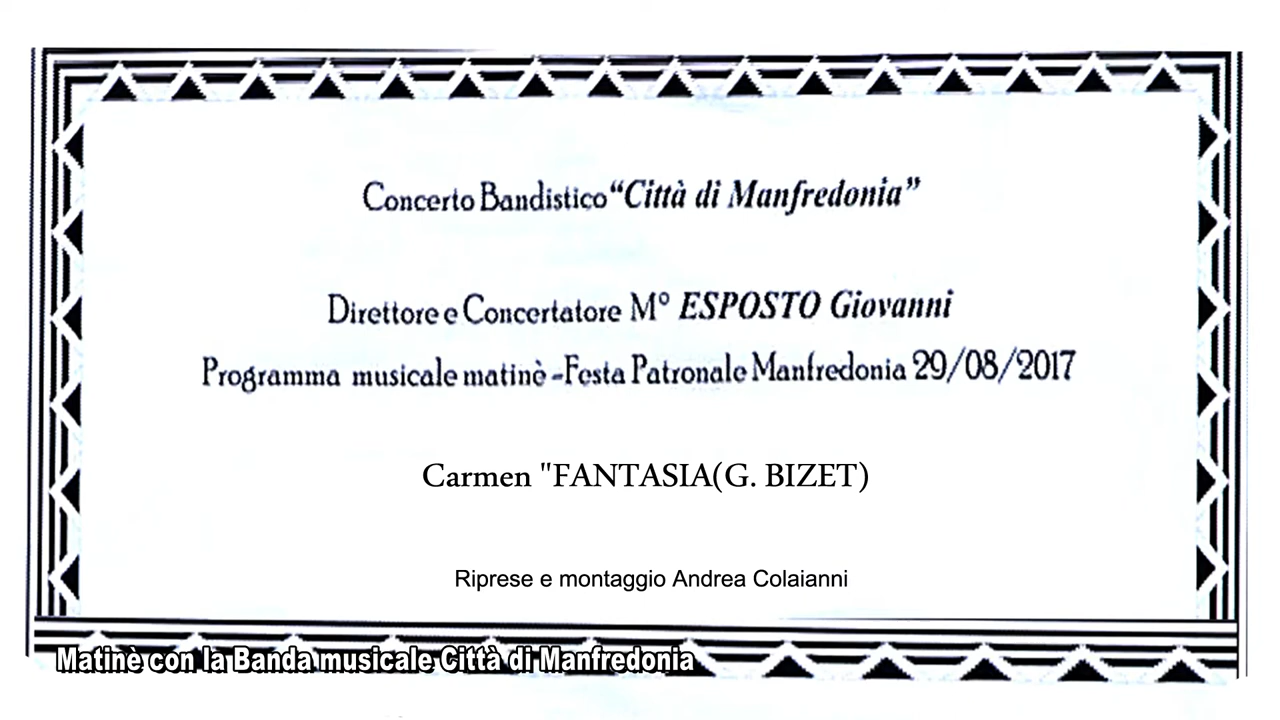 Concerto Bandistico “Città di Manfredonia”
Direttore e Concertatore M° ESPOSTO Giovanni
Programma musicale matinè -Festa Patronale Manfredonia 29/08/2017
Carmen "FANTASIA(G. BIZET)
Riprese e montaggio Andrea Colaianni
Matinè con la Banda musicale Città di Manfredonia